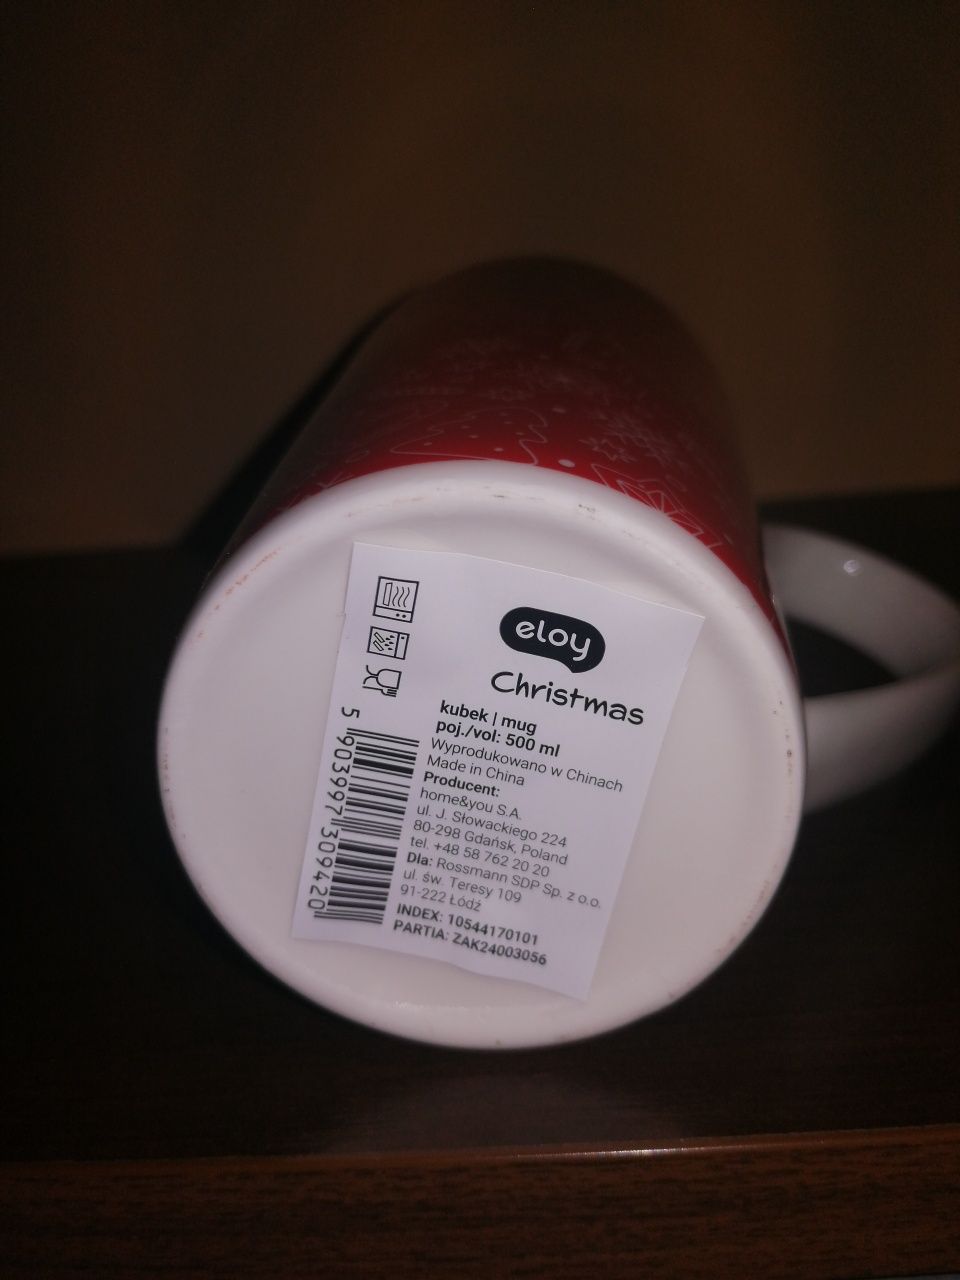 eloy
Christmas
kubek | mug
poj./vol: 500 ml
Wyprodukowano w Chinach
Made in China
Producent:
home&you S.A.
ul. J. Słowackiego 224
80-298 Gdańsk, Poland
tel. +48 58 762 20 20
Dla: Rossmann SDP Sp. z o.o.
ul. św. Teresy 109
91-222 Łódź
INDEX: 10544170101
PARTIA: ZAK24003056
5 903997 309420